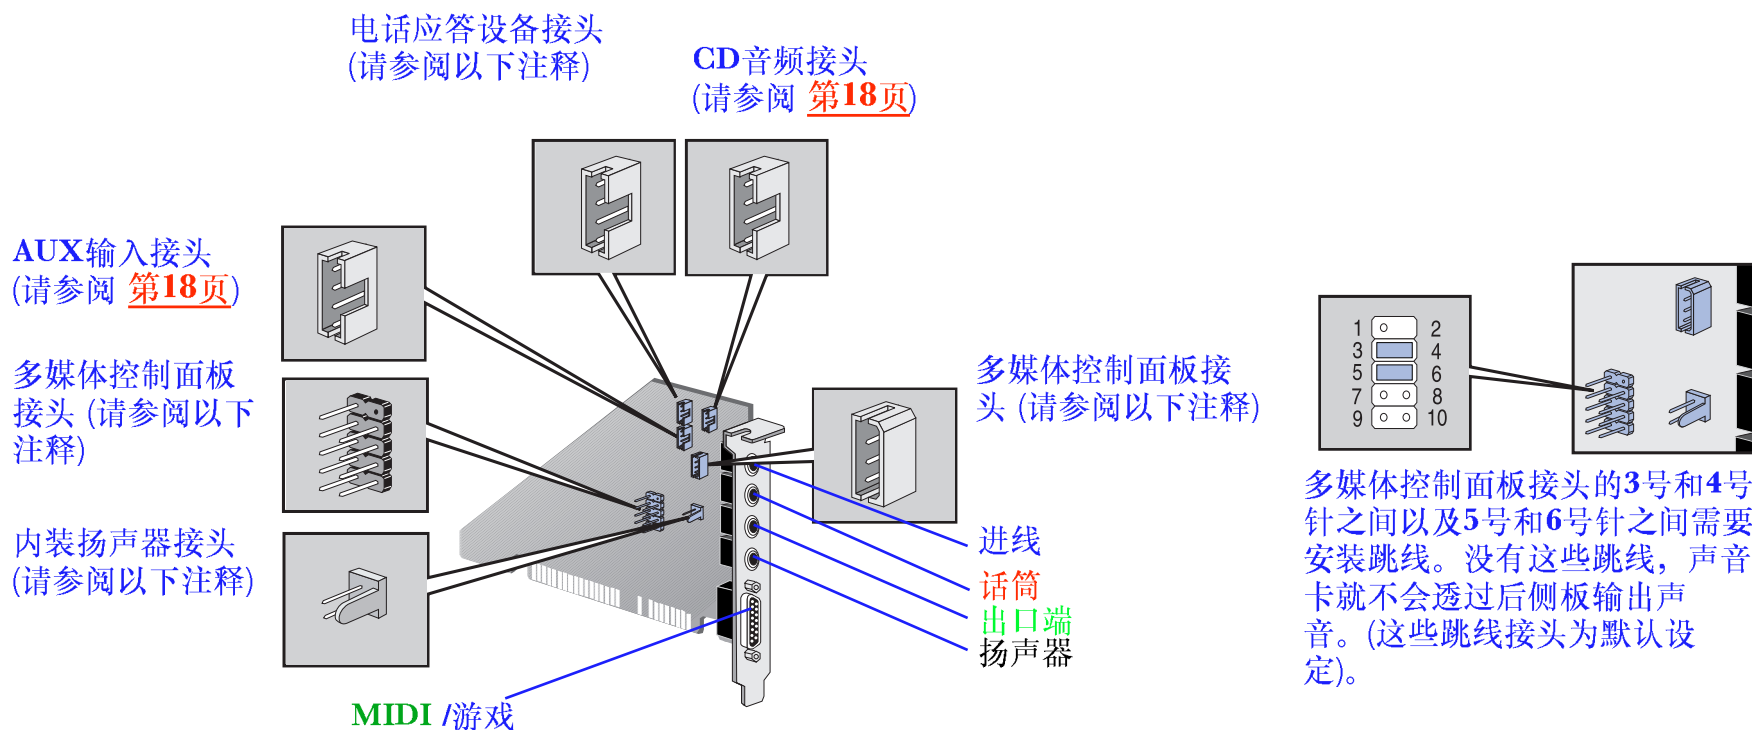 电话应答设备接头
(请参阅以下注释)
CD音频接头
(请参阅 第18页)
AUX输入接头
(请参阅 第18页)
多媒体控制面板
接头 (请参阅以下
注释)
内装扬声器接头
(请参阅以下注释)
多媒体控制面板接
头 (请参阅以下注释)
进线
话筒
出口端
扬声器
MIDI /游戏
1 2
3 4
5 6
7 8
9 10
多媒体控制面板接头的3号和4号
针之间以及5号和6号针之间需要
安装跳线。没有这些跳线，声音
卡就不会透过后侧板输出声
音。(这些跳线接头为默认设
定)。